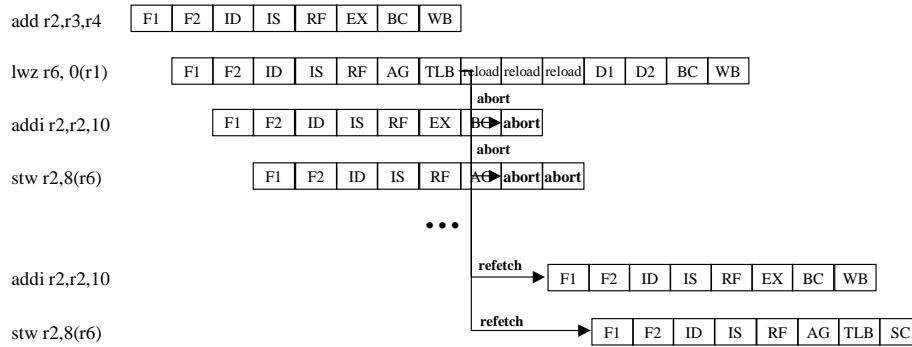 add r2,r3,r4 F1 F2 ID IS RF EX BC WB
lwz r6, 0(r1) F1 F2 ID IS RF AG TLB reload reload reload D1 D2 BC WB
abort
addi r2,r2,10 F1 F2 ID IS RF EX BC abort
abort
stw r2,8(r6) F1 F2 ID IS RF AG abort abort
•••
refetch
addi r2,r2,10 F1 F2 ID IS RF EX BC WB
refetch
stw r2,8(r6) F1 F2 ID IS RF AG TLB SC